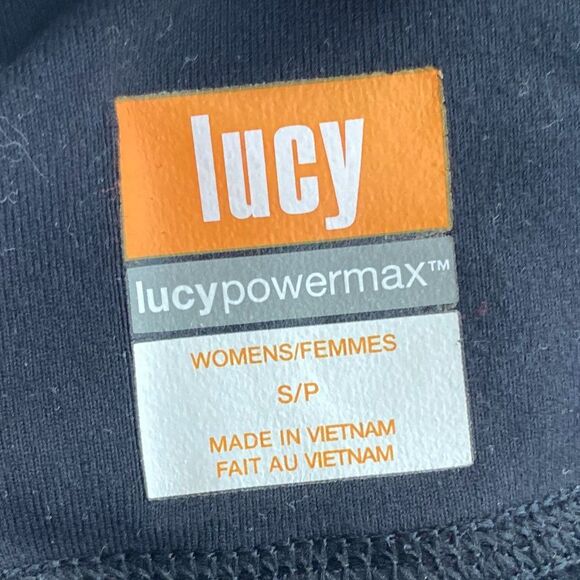 lucy
lucypowermax™
WOMENS/FEMMES
S/P
MADE IN VIETNAM
FAIT AU VIETNAM